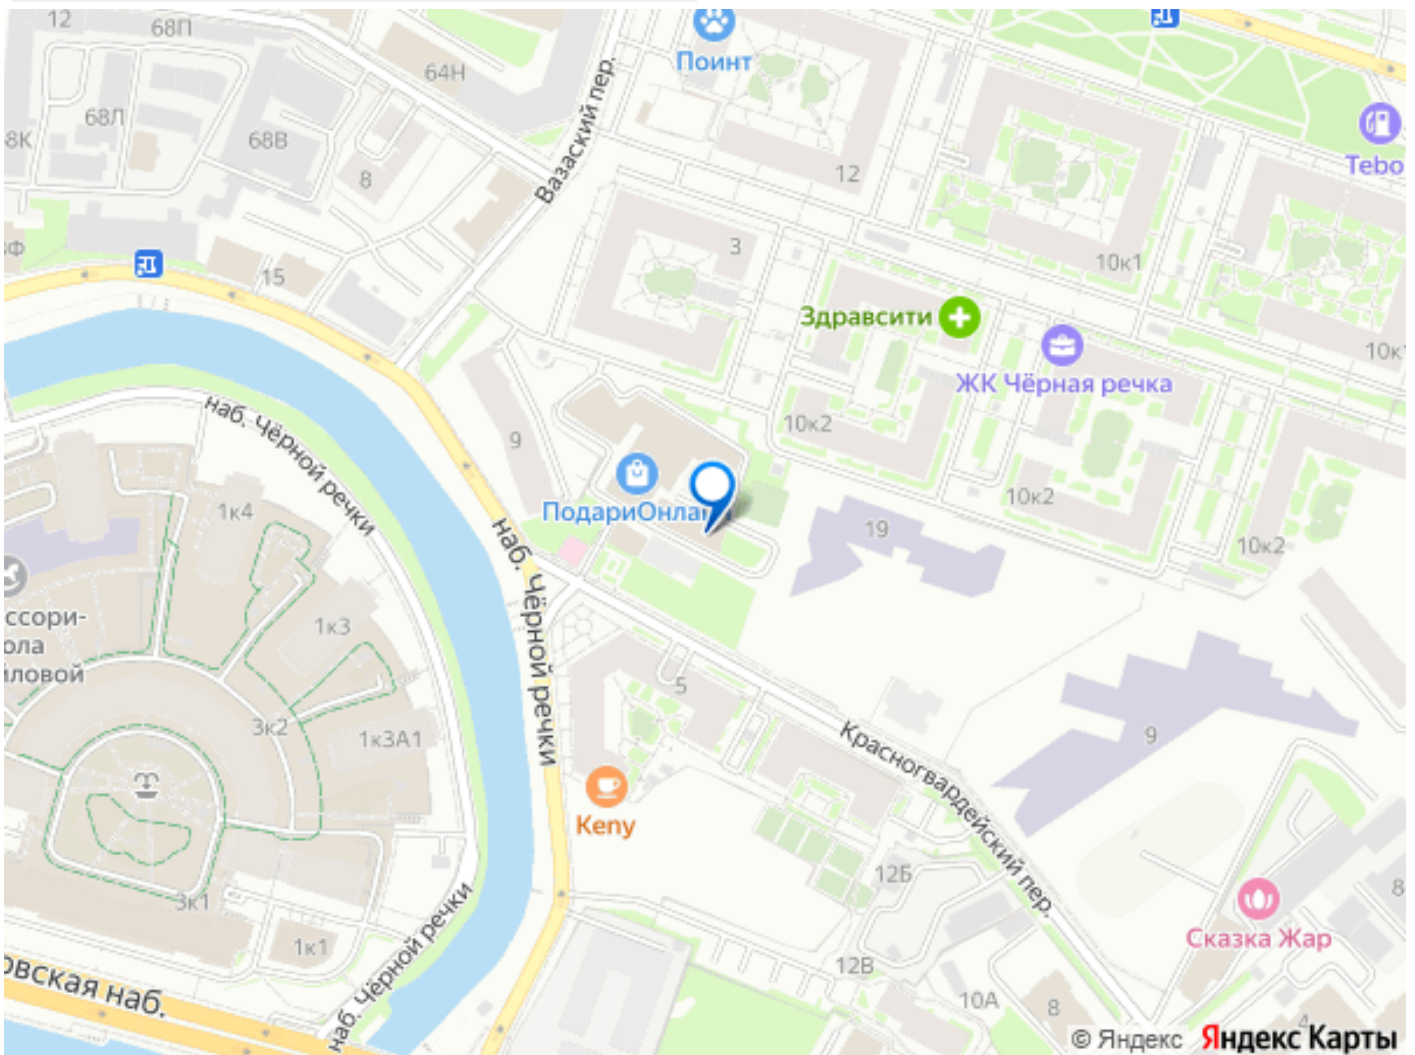 12
68П
Поинт
64Н
68Л
68К
68В
8
Вазаский пер.
12
Tebo
3
10к1
15
Здравсити
ЖК Чёрная речка
10к
наб. Чёрной речки
9
10к2
10к2
10к2
1к4
ПодариОнла
19
наб. Чёрной речки
ссори-
ола
иловой
1к3
5
3к2
1к3А1
Красногвардейский пер.
9
Keny
12Б
8
3к1
1к1
Сказка Жар
12В
10А
8
4
овская наб.
наб. Чёрной речки
© Яндекс Яндекс Карты